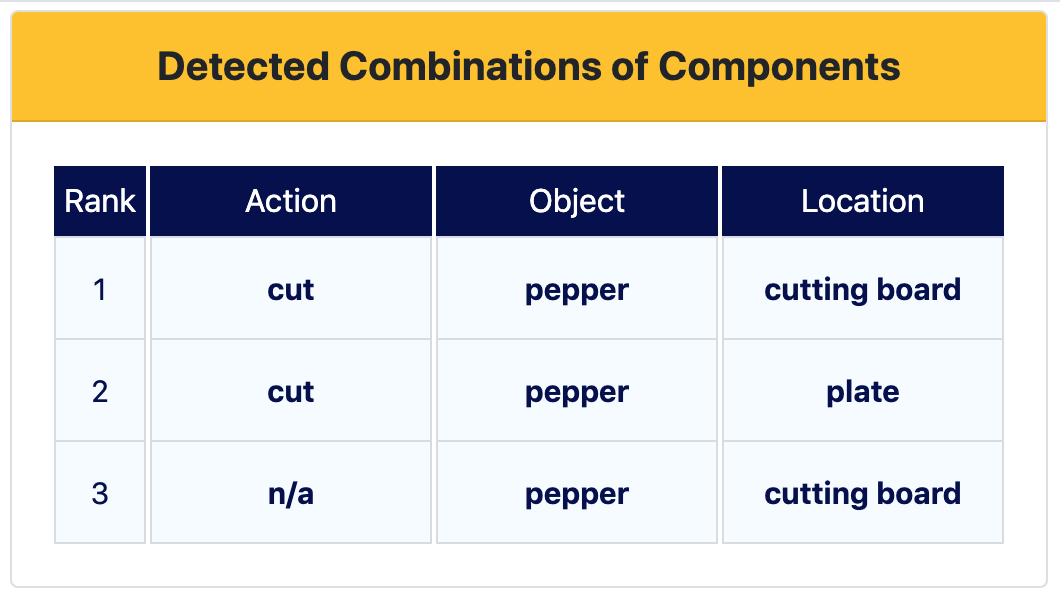 Detected Combinations of Components
Rank Action Object Location
1 cut pepper cutting board
2 cut pepper plate
3 n/a pepper cutting board